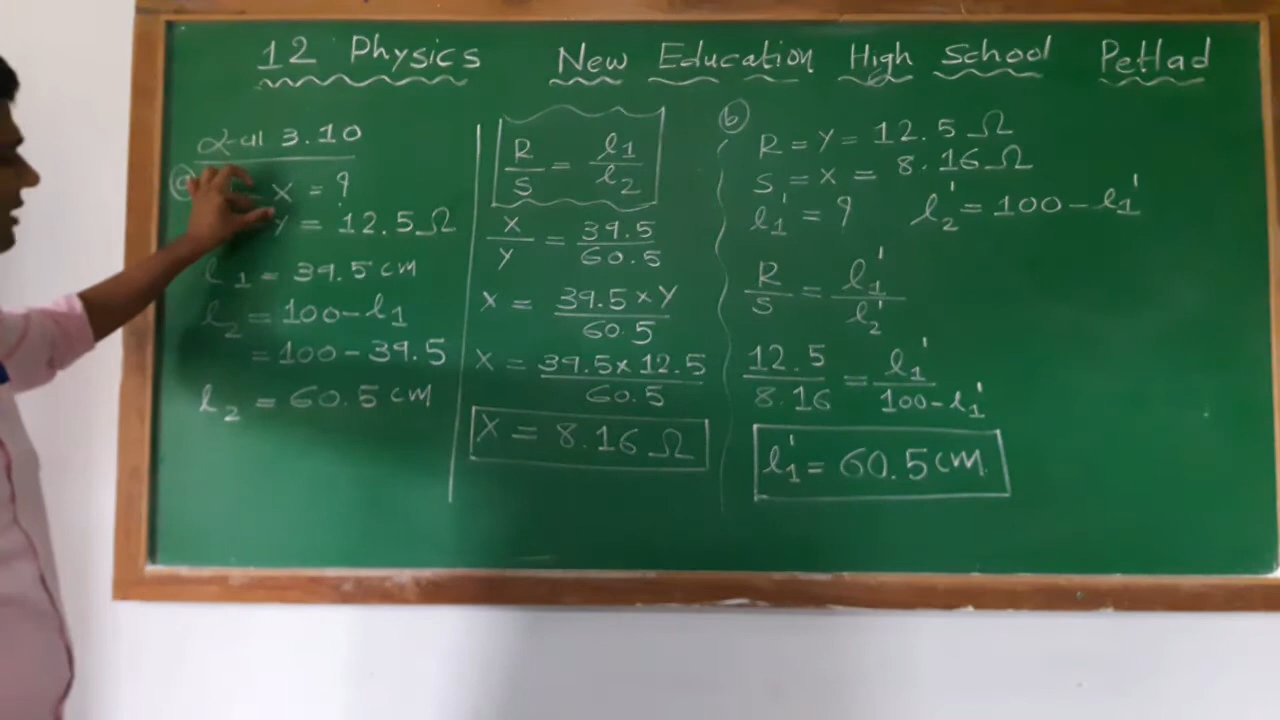 12 Physics New Education High School Petlad
દા-ખલ 3.10
a
X = ?
Y = 12.5 Ω
l1 = 39.5 cm
l2 = 100 - l1
= 100 - 39.5
l2 = 60.5 cm
R/S = l1/l2
X/Y = 39.5/60.5
X = 39.5 x Y/60.5
X = 39.5 x 12.5/60.5
X = 8.16 Ω
b
R = Y = 12.5 Ω
S = X = 8.16 Ω
l1' = ? l2' = 100 - l1'
R/S = l1'/l2'
12.5/8.16 = l1'/100 - l1'
l1' = 60.5 cm